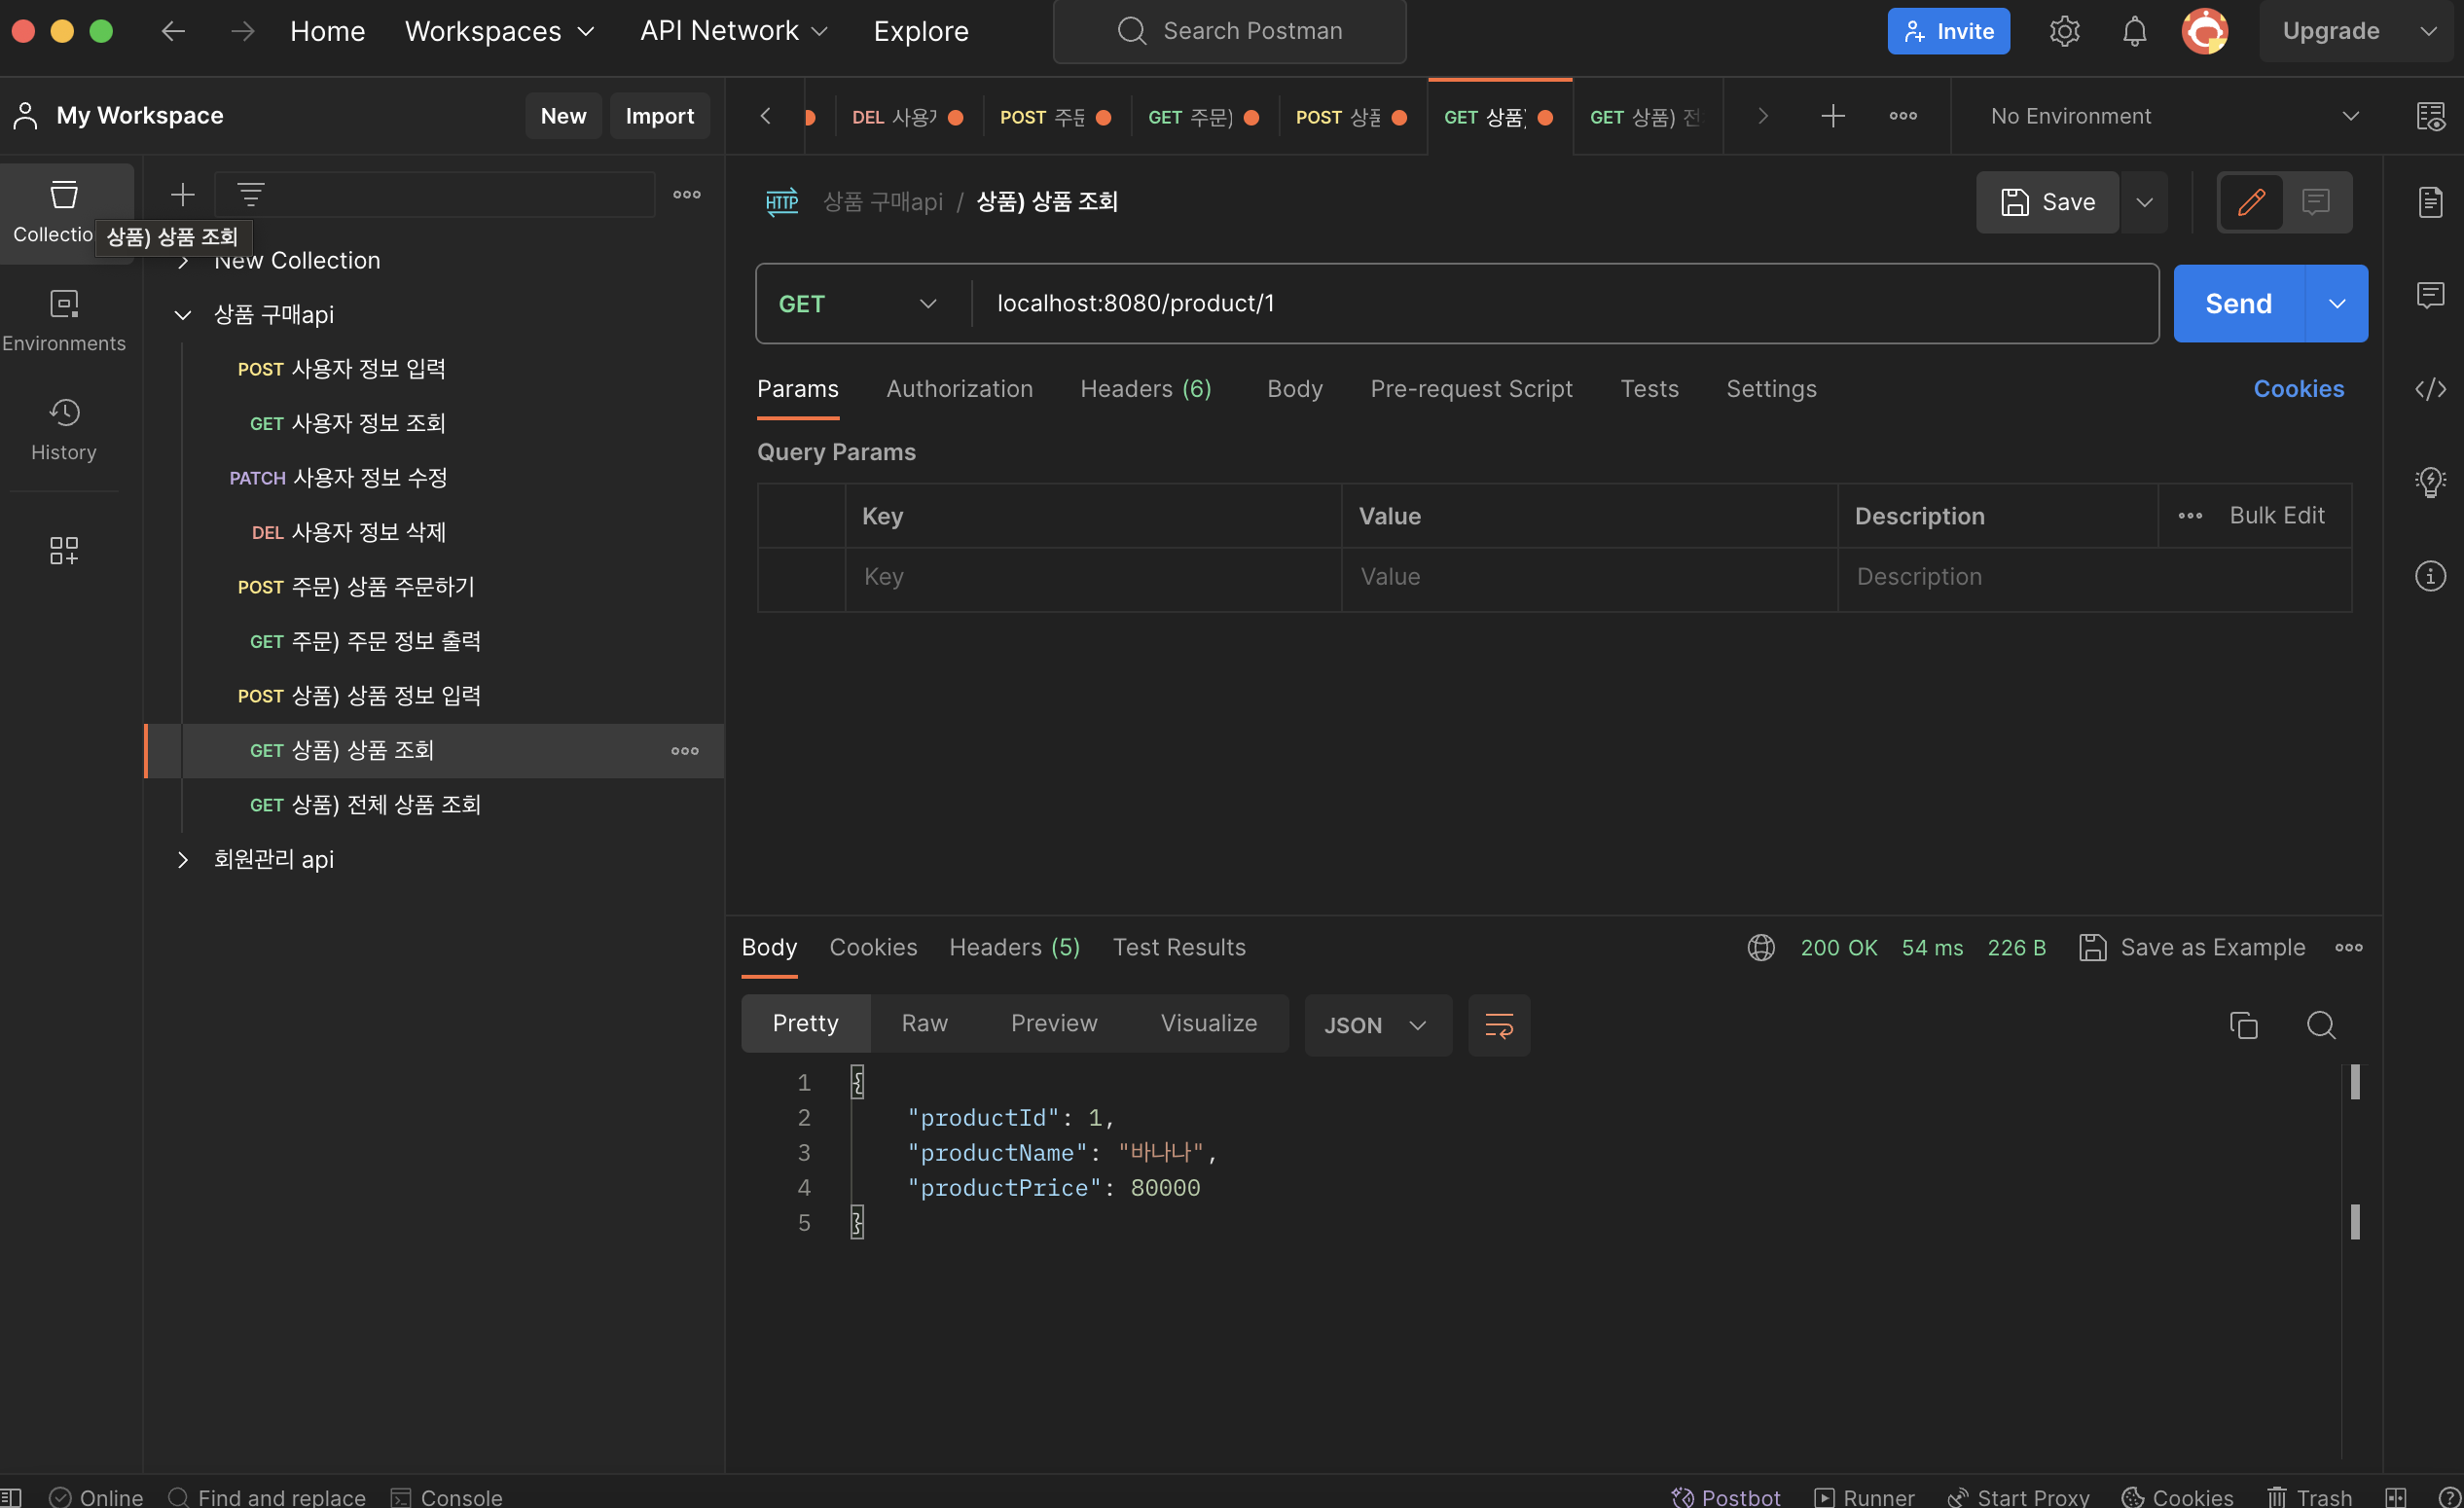 Home Workspaces API Network Explore Search Postman Invite Upgrade
My Workspace New Import DEL 사용 POST 주문 GET 주문) POST 상품 GET 상품) GET 상품) 전 No Environment
상품 구매api / 상품) 상품 조회 Save
상품) 상품 조회
New Collection
Environments
History
상품 구매api
POST 사용자 정보 입력
GET 사용자 정보 조회
PATCH 사용자 정보 수정
DEL 사용자 정보 삭제
POST 주문) 상품 주문하기
GET 주문) 주문 정보 출력
POST 상품) 상품 정보 입력
GET 상품) 상품 조회
GET 상품) 전체 상품 조회
회원관리 api
GET localhost:8080/product/1 Send
Params Authorization Headers (6) Body Pre-request Script Tests Settings Cookies
Query Params
Key Value Description Bulk Edit
Key Value Description
Body Cookies Headers (5) Test Results 200 OK 54 ms 226 B Save as Example
Pretty Raw Preview Visualize JSON
1 {
2 "productId": 1,
3 "productName": "바나나",
4 "productPrice": 80000
5 }
Online Find and replace Console Postbot Runner Start Proxy Cookies Trash